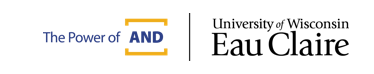 The Power of AND
University of Wisconsin
Eau Claire